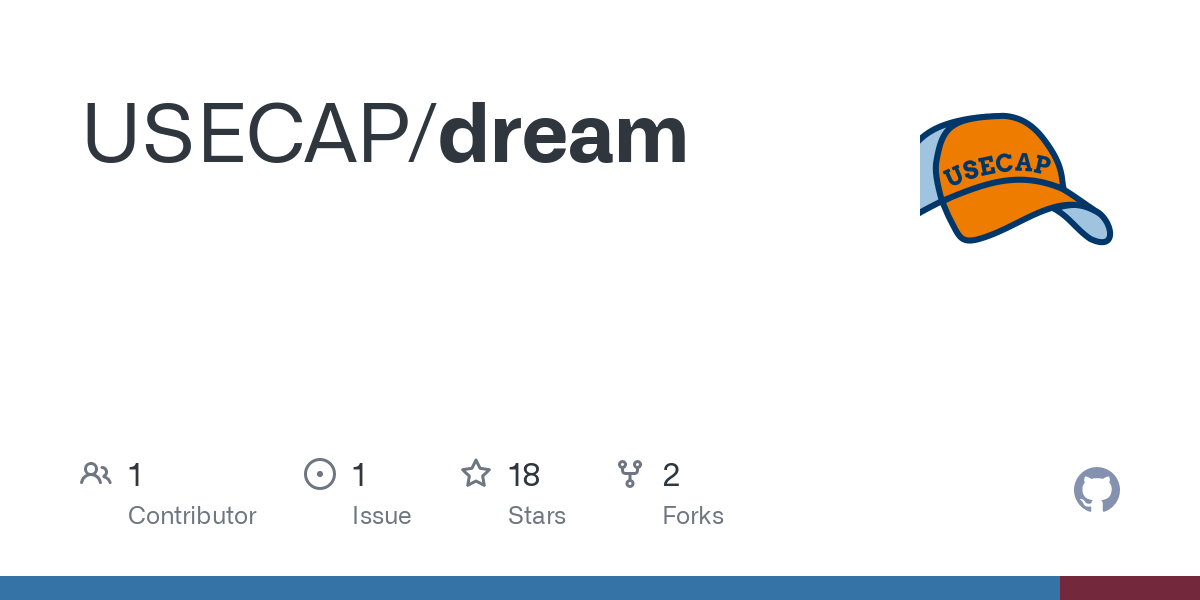 USECAP/dream
USECAP
1
Contributor
1
Issue
18
Stars
2
Forks